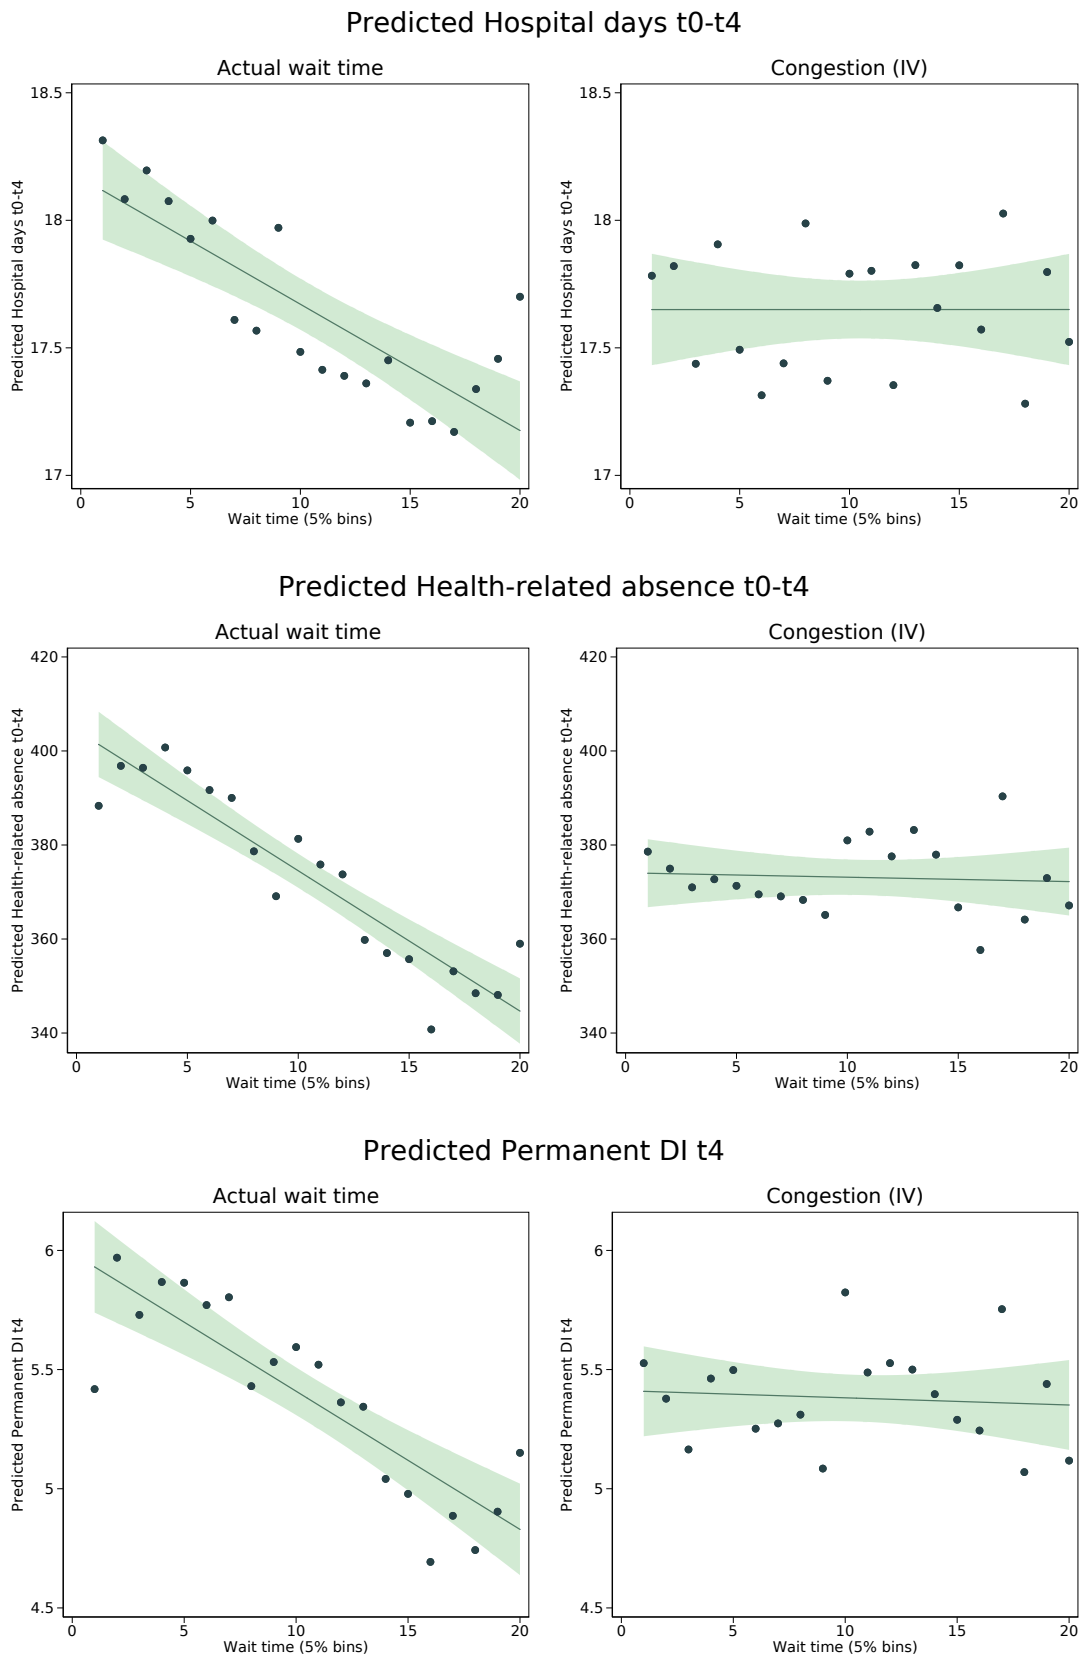 Predicted Hospital days t0-t4
Actual wait time
Predicted Hospital days t0-t4
18.5
18
17.5
17
0 5 10 15 20
Wait time (5% bins)
Congestion (IV)
Predicted Hospital days t0-t4
18.5
18
17.5
17
0 5 10 15 20
Wait time (5% bins)
Predicted Health-related absence t0-t4
Actual wait time
Predicted Health-related absence t0-t4
420
400
380
360
340
0 5 10 15 20
Wait time (5% bins)
Congestion (IV)
Predicted Health-related absence t0-t4
420
400
380
360
340
0 5 10 15 20
Wait time (5% bins)
Predicted Permanent DI t4
Actual wait time
Predicted Permanent DI t4
6
5.5
5
4.5
0 5 10 15 20
Wait time (5% bins)
Congestion (IV)
Predicted Permanent DI t4
6
5.5
5
4.5
0 5 10 15 20
Wait time (5% bins)